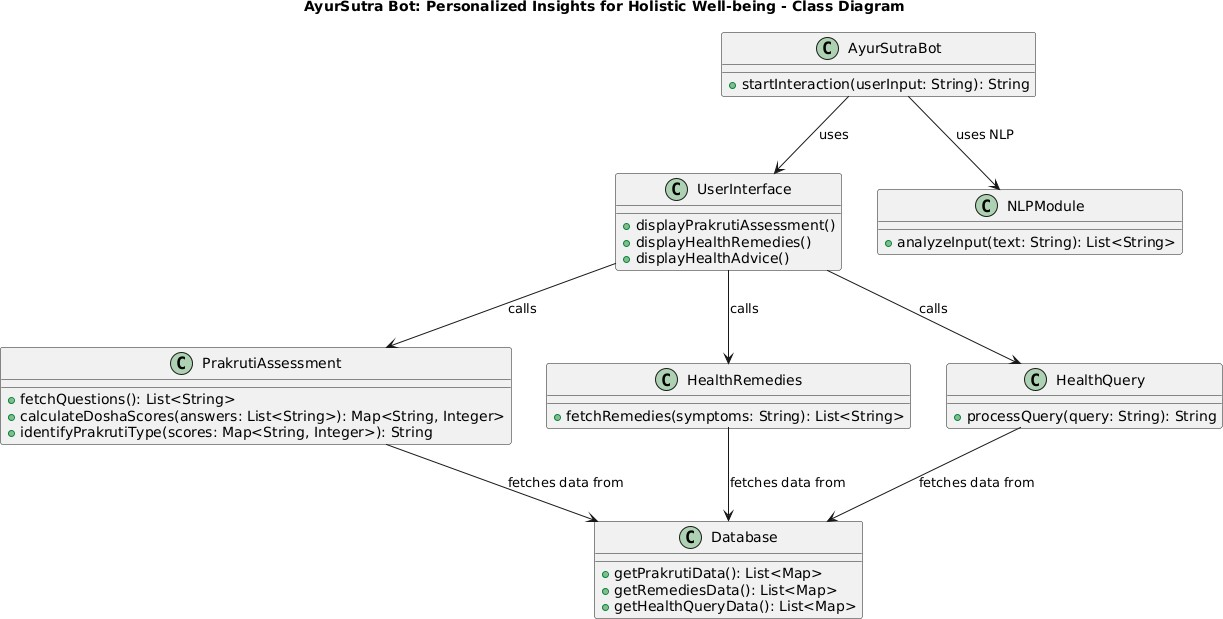 AyurSutra Bot: Personalized Insights for Holistic Well-being - Class Diagram
C AyurSutraBot
startInteraction(userInput: String): String
uses
uses NLP
C UserInterface
displayPrakrutiAssessment()
displayHealthRemedies()
displayHealthAdvice()
C NLPModule
analyzeInput(text: String): List<String>
calls
calls
calls
C PrakrutiAssessment
fetchQuestions(): List<String>
calculateDoshaScores(answers: List<String>): Map<String, Integer>
identifyPrakrutiType(scores: Map<String, Integer>): String
C HealthRemedies
fetchRemedies(symptoms: String): List<String>
C HealthQuery
processQuery(query: String): String
fetches data from
fetches data from
fetches data from
C Database
getPrakrutiData(): List<Map>
getRemediesData(): List<Map>
getHealthQueryData(): List<Map>